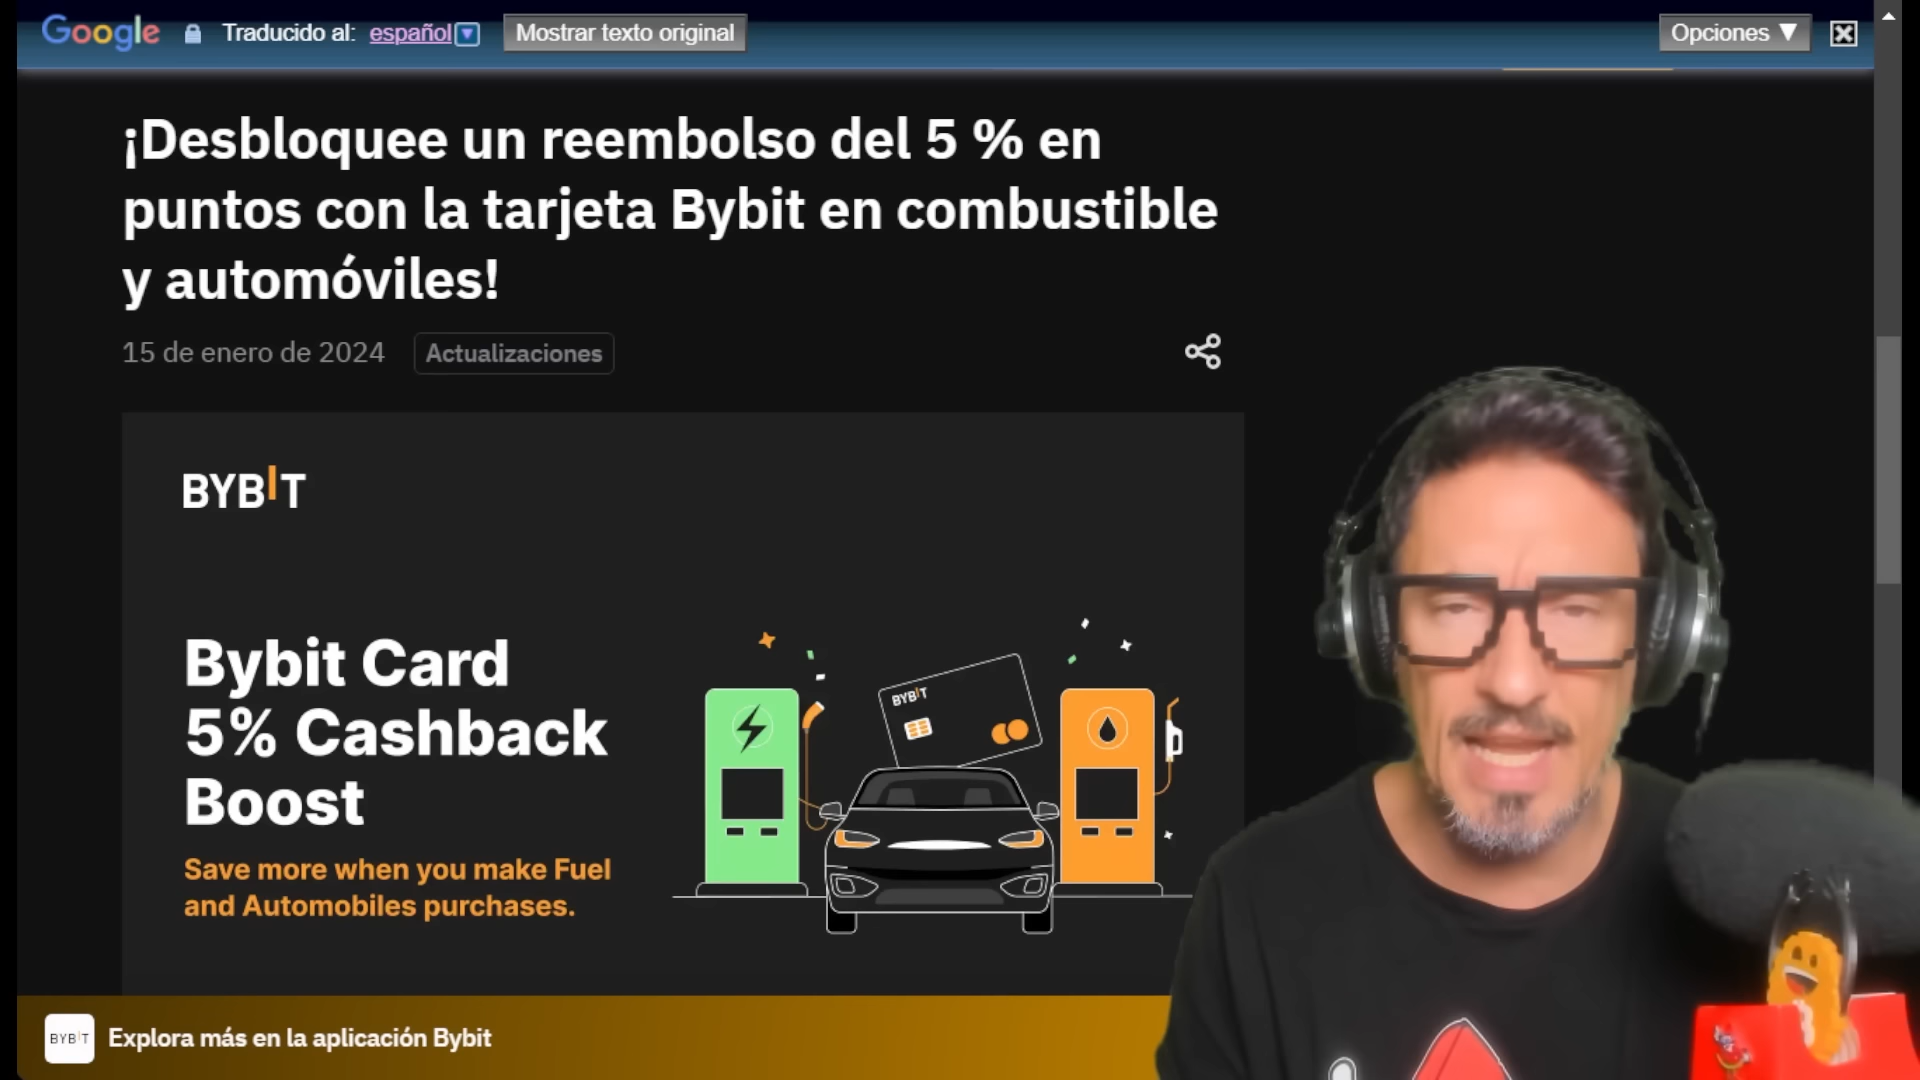 Google Traducido al: español Mostrar texto original Opciones ▼
¡Desbloquee un reembolso del 5 % en
puntos con la tarjeta Bybit en combustible
y automóviles!
15 de enero de 2024 Actualizaciones
BYBIT
Bybit Card
5% Cashback
Boost
Save more when you make Fuel
and Automobiles purchases.
BYBIT
BYBIT Explora más en la aplicación Bybit